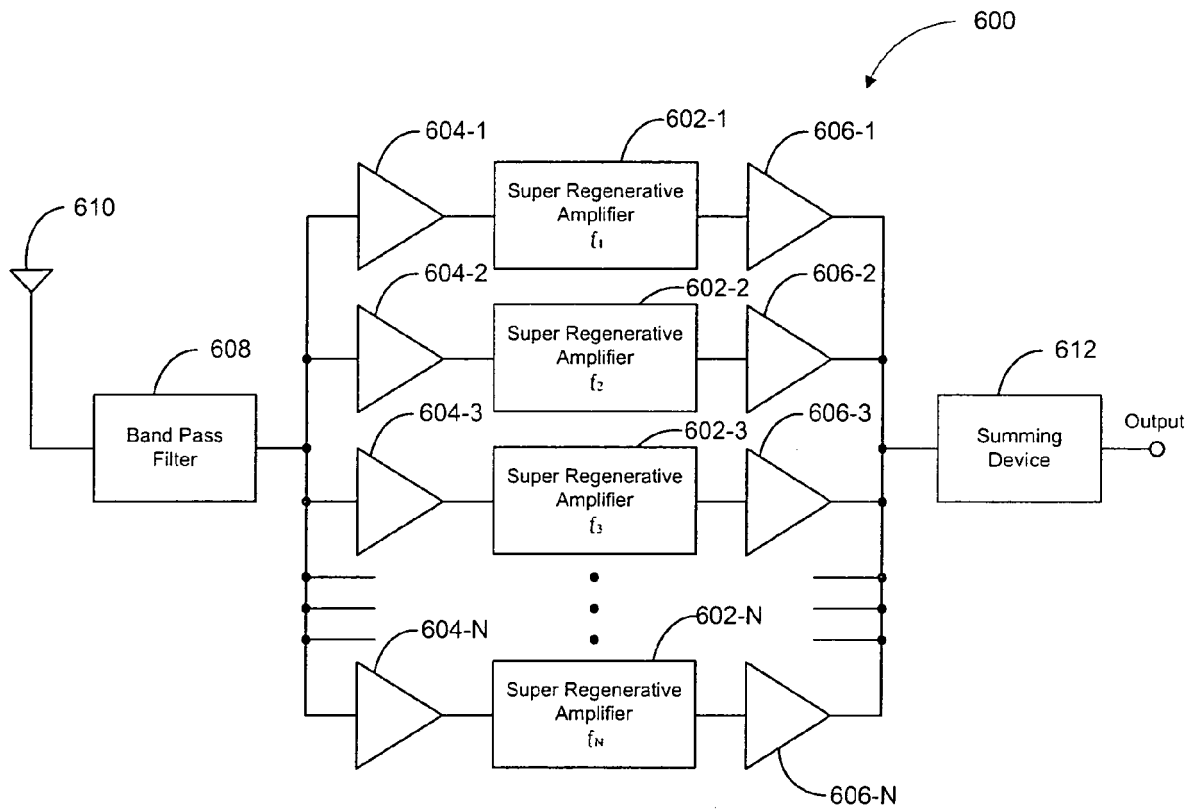 600
604-1
602-1
606-1
Super Regenerative
Amplifier
f₁
610
604-2
602-2
606-2
Super Regenerative
Amplifier
f₂
608
612
Band Pass
Filter
604-3
602-3
606-3
Super Regenerative
Amplifier
f₃
Summing
Device
Output
604-N
602-N
Super Regenerative
Amplifier
f_N
606-N